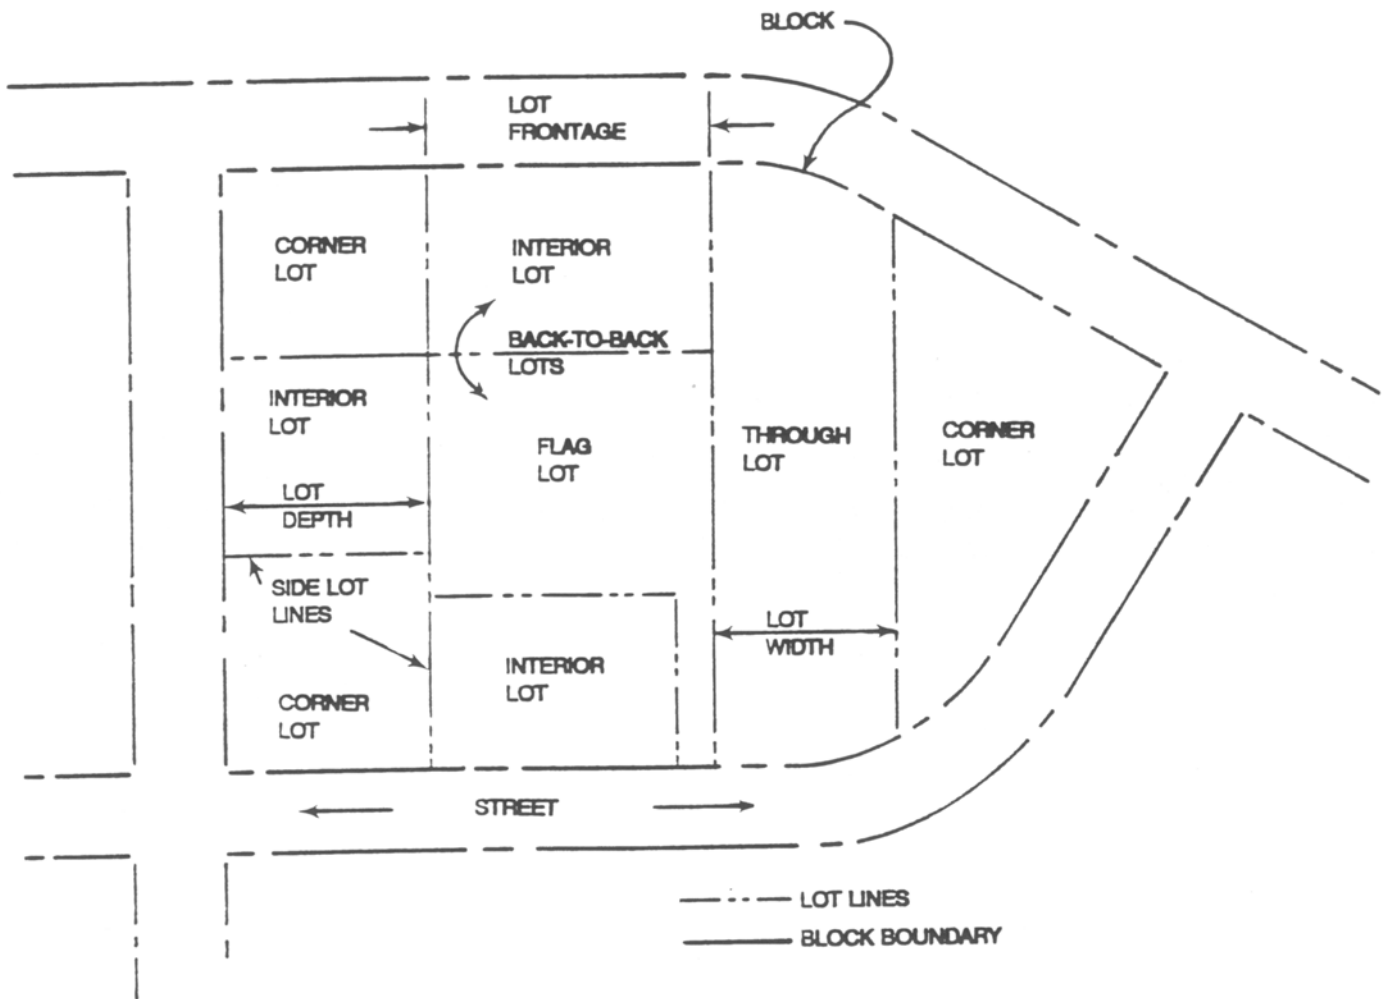 BLOCK
LOT
FRONTAGE
CORNER
LOT
INTERIOR
LOT
BACK-TO-BACK
LOTS
INTERIOR
LOT
FLAG
LOT
THROUGH
LOT
CORNER
LOT
LOT
DEPTH
SIDE LOT
LINES
LOT
WIDTH
INTERIOR
LOT
CORNER
LOT
STREET
LOT LINES
BLOCK BOUNDARY